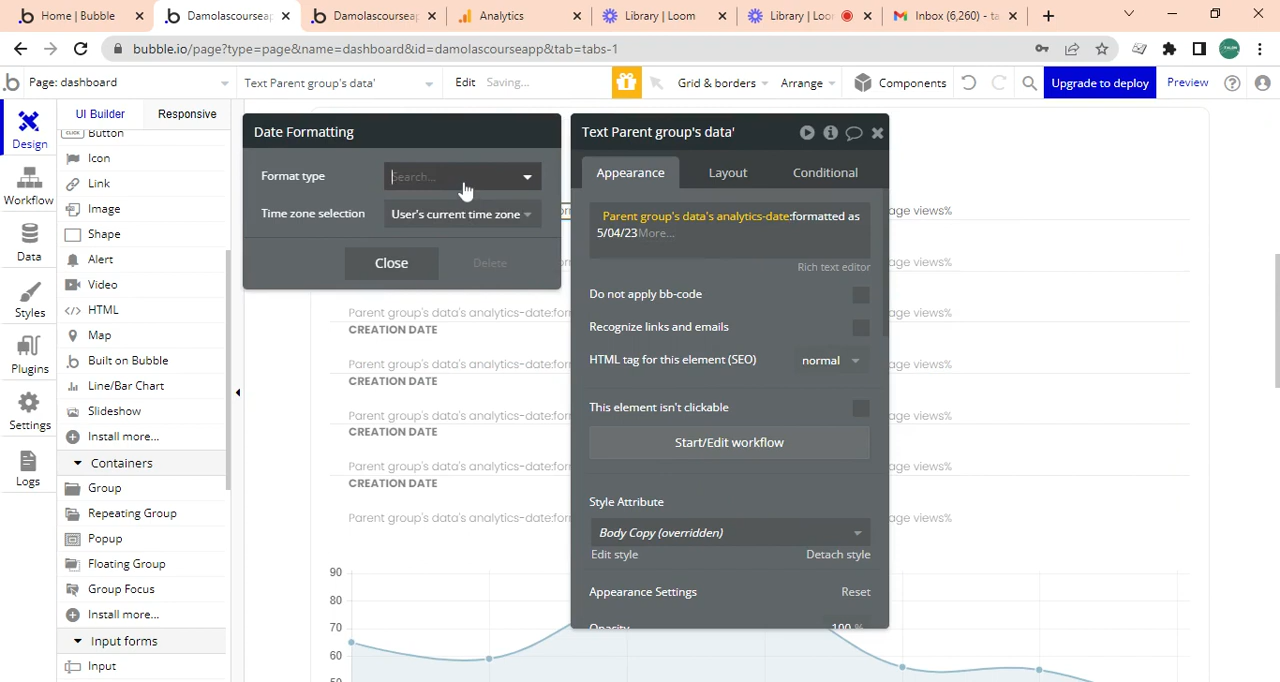 Home | Bubble
Damolascourseap
Damolascourseap
Analytics
Library | Loom
Library | Loo
Inbox (6,260) - ta
bubble.io/page?type=page&name=dashboard&id=damolascourseapp&tab=tabs-1
Page: dashboard
Text Parent group's data'
Edit
Saving...
Grid & borders
Arrange
Components
Upgrade to deploy
Preview
Design
Workflow
Data
Styles
Plugins
Settings
Logs
UI Builder
Responsive
CLICK
Button
Icon
Link
Image
Shape
Alert
Video
HTML
Map
Built on Bubble
Line/Bar Chart
Slideshow
Install more...
Containers
Group
Repeating Group
Popup
Floating Group
Group Focus
Install more...
Input forms
Input
Date Formatting
Format type
Search...
Time zone selection
User's current time zone
Close
Delete
Text Parent group's data'
Appearance
Layout
Conditional
Parent group's data's analytics-date:formatted as
5/04/23More...
Rich text editor
Do not apply bb-code
Recognize links and emails
HTML tag for this element (SEO)
normal
This element isn't clickable
Start/Edit workflow
Style Attribute
Body Copy (overridden)
Edit style
Detach style
Appearance Settings
Reset
Opacity
100 %
age views%
age views%
Parent group's data's analytics-date:for
age views%
CREATION DATE
Parent group's data's analytics-date:for
age views%
CREATION DATE
Parent group's data's analytics-date:for
age views%
CREATION DATE
Parent group's data's analytics-date:for
age views%
CREATION DATE
Parent group's data's analytics-date:for
age views%
90
80
70
60
50